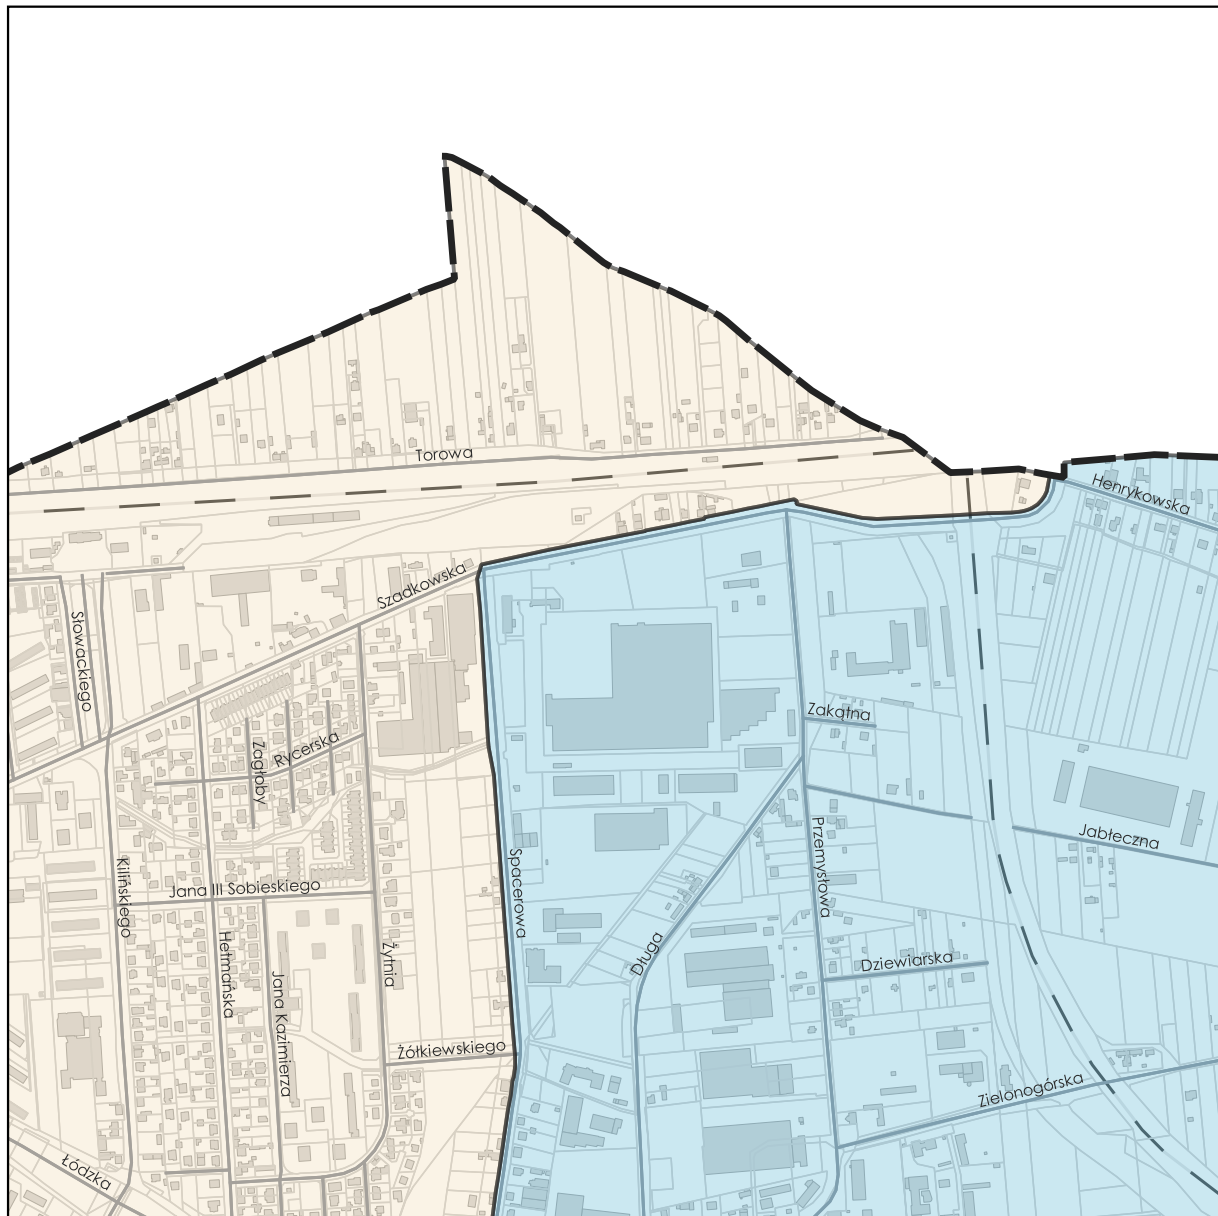 Torowa
Henrykowska
Szadkowska
Słowackiego
Zakątna
Rycerska
Zagłoby
Przemysłowa
Jabłeczna
Spacerowa
Kilińskiego
Jana III Sobieskiego
Długa
Dziewiarska
Hetmańska
Żytnia
Jana Kazimierza
Żółkiewskiego
Zielonogórska
Łódzka